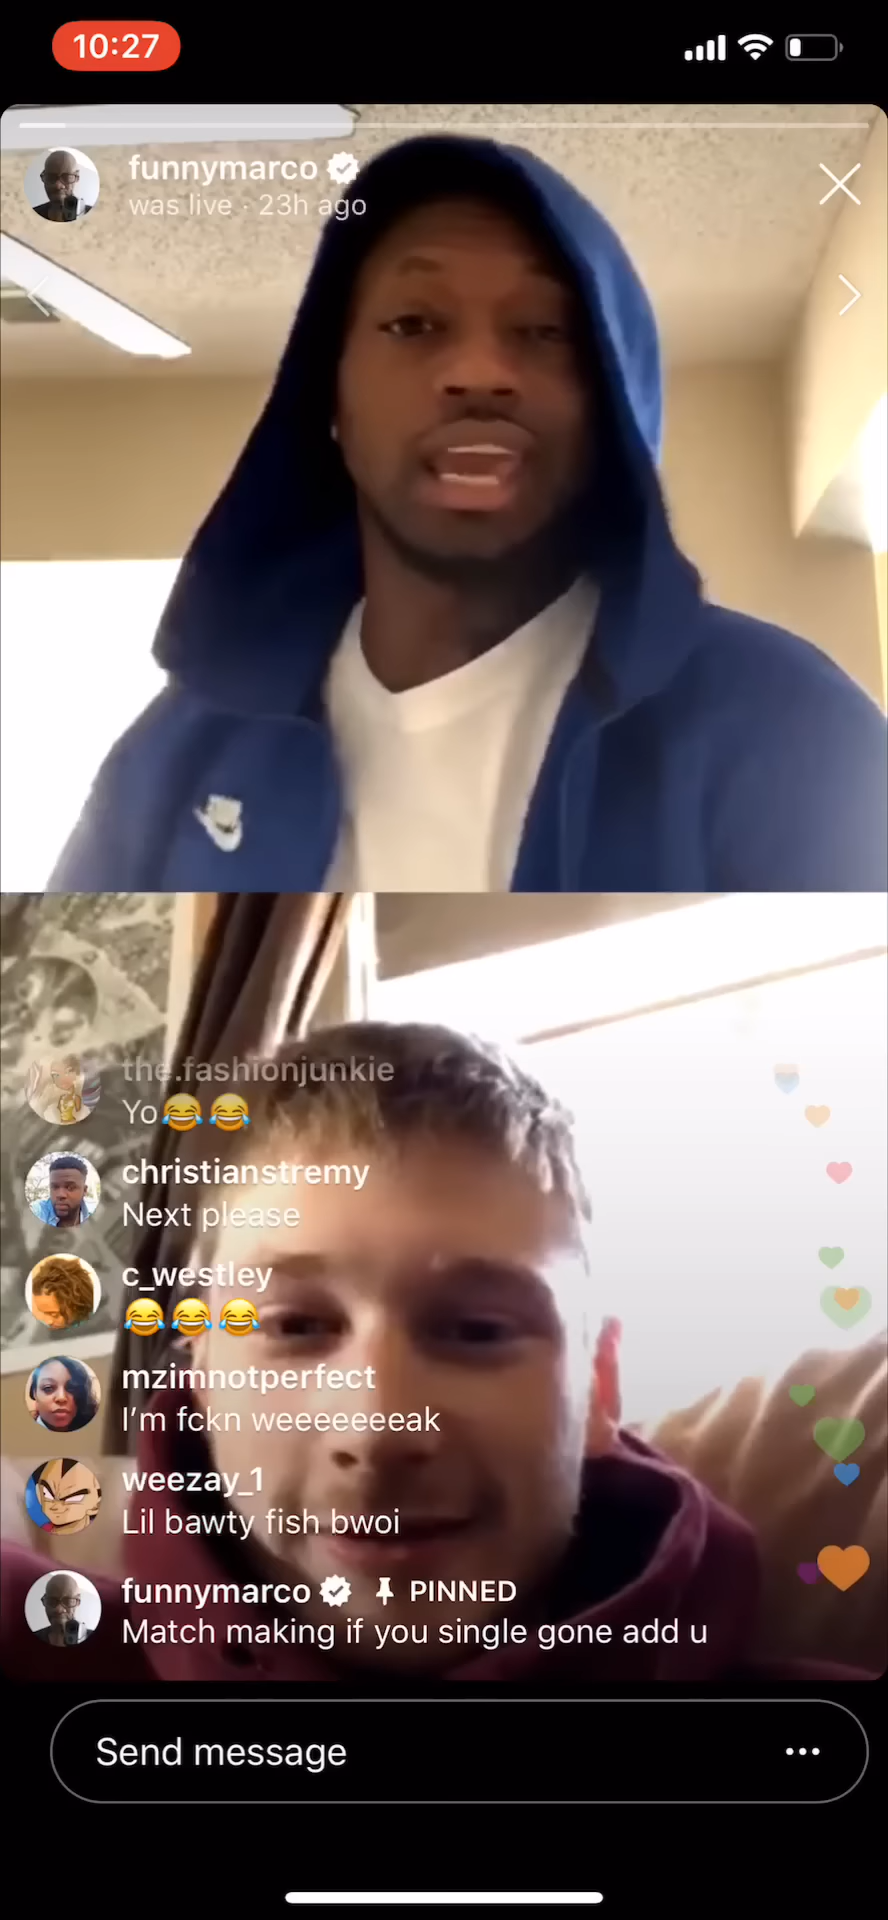 10:27
funnymarco
was live · 23h ago
the.fashionjunkie
Yo😂😂
christianstremy
Next please
c_westley
😂😂😂
mzimnotperfect
I'm fckn weeeeeeeak
weezay_1
Lil bawty fish bwoi
funnymarco PINNED
Match making if you single gone add u
Send message